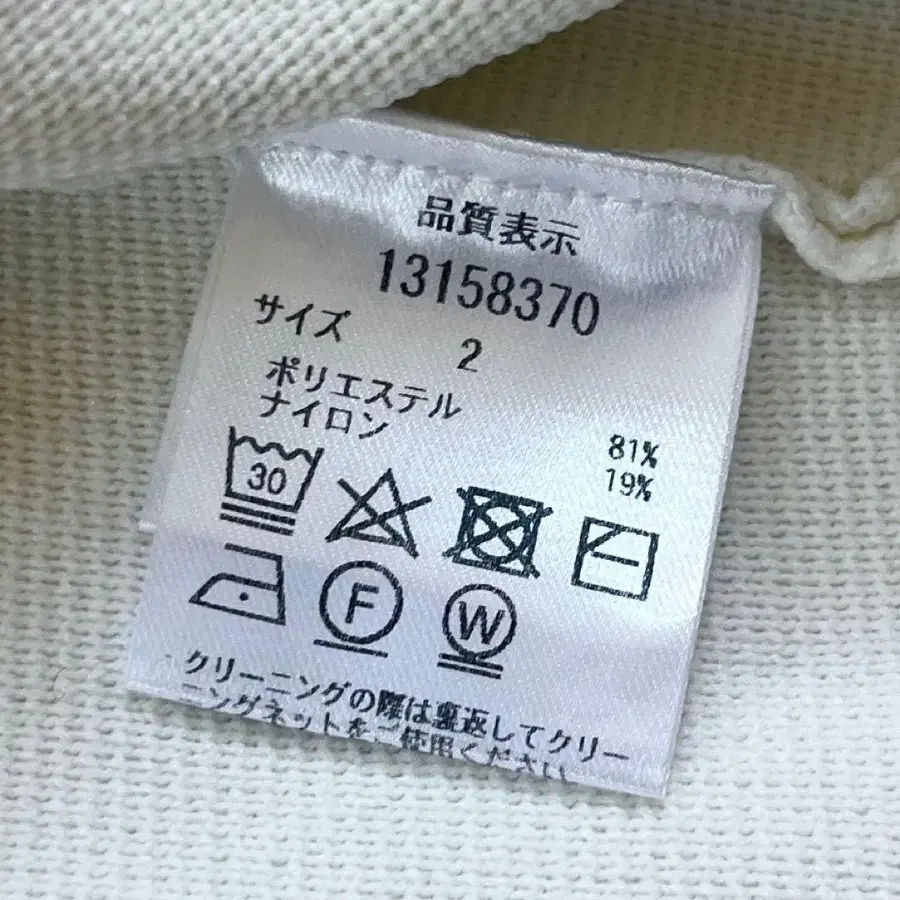 品質表示
13158370
サイズ 2
ポリエステル 81%
ナイロン 19%
30
F W
クリーニングの際は裏返してクリー
ニングネットをご使用ください